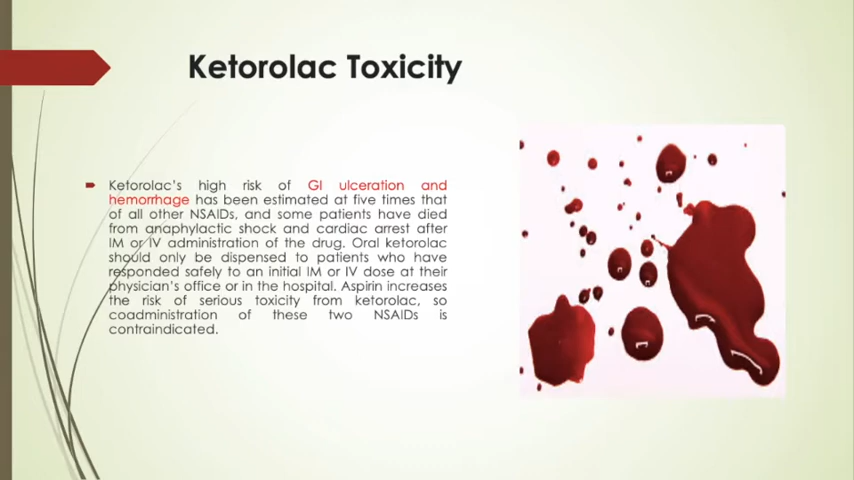 Ketorolac Toxicity
Ketorolac's high risk of GI ulceration and
hemorrhage has been estimated at five times that
of all other NSAIDs, and some patients have died
from anaphylactic shock and cardiac arrest after
IM or IV administration of the drug. Oral ketorolac
should only be dispensed to patients who have
responded safely to an initial IM or IV dose at their
physician's office or in the hospital. Aspirin increases
the risk of serious toxicity from ketorolac, so
coadministration of these two NSAIDs is
contraindicated.